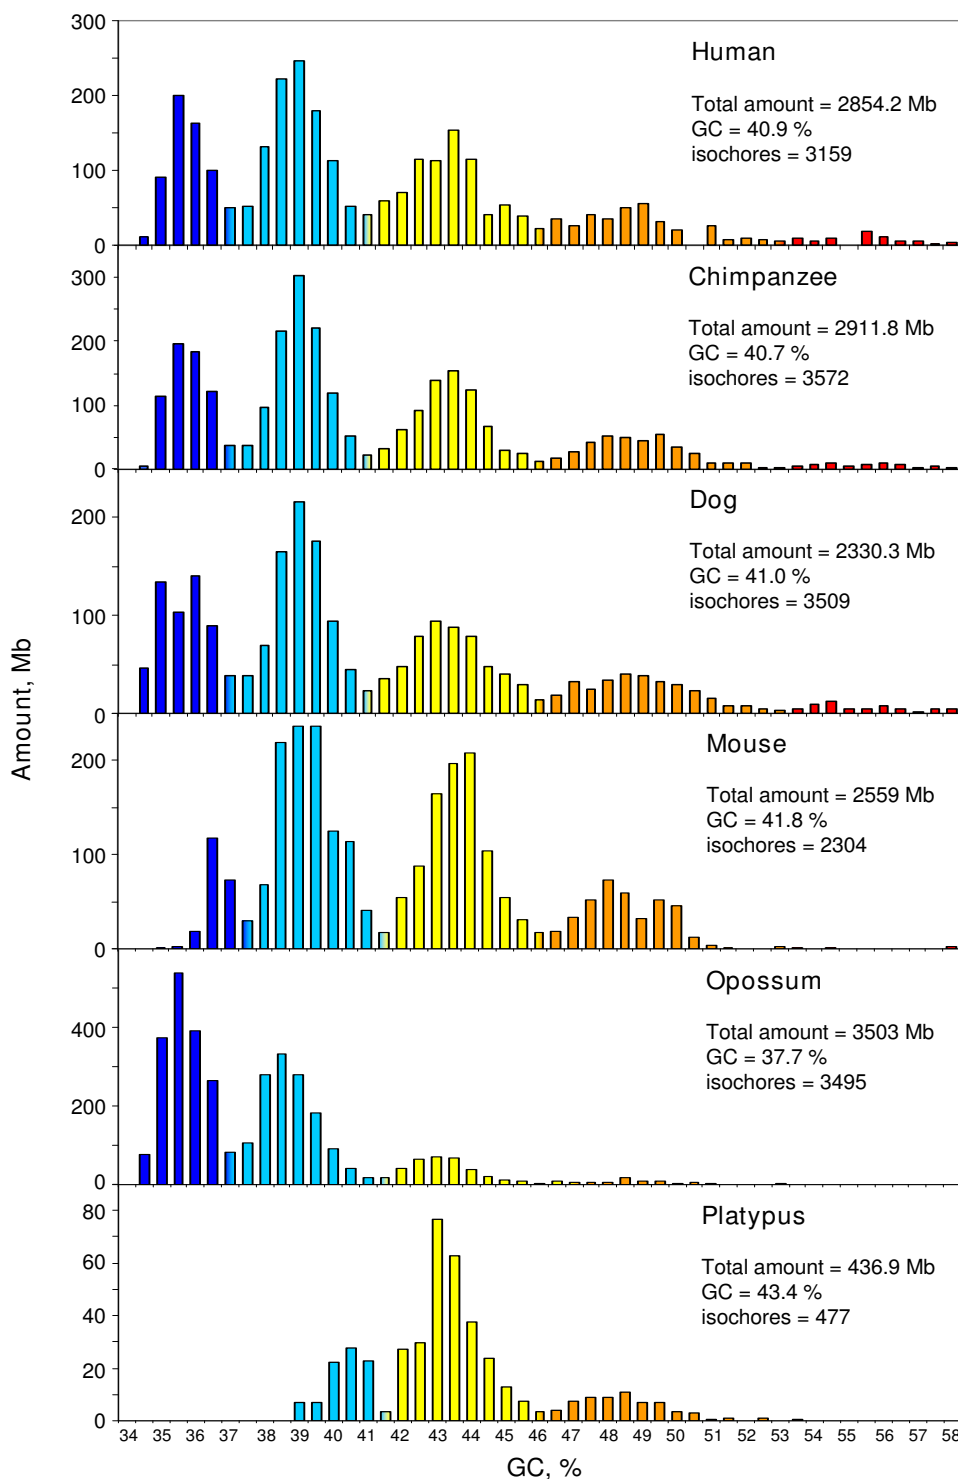 Human
Total amount = 2854.2 Mb
GC = 40.9 %
isochores = 3159
300
200
100
0
Chimpanzee
Total amount = 2911.8 Mb
GC = 40.7 %
isochores = 3572
300
200
100
0
Dog
Total amount = 2330.3 Mb
GC = 41.0 %
isochores = 3509
200
100
0
Amount, Mb
Mouse
Total amount = 2559 Mb
GC = 41.8 %
isochores = 2304
200
100
0
Opossum
Total amount = 3503 Mb
GC = 37.7 %
isochores = 3495
400
200
0
Platypus
Total amount = 436.9 Mb
GC = 43.4 %
isochores = 477
80
60
40
20
0
34 35 36 37 38 39 40 41 42 43 44 45 46 47 48 49 50 51 52 54 55 56 57 58
GC, %